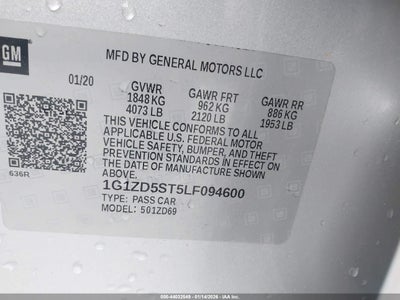 GM
MFD BY GENERAL MOTORS LLC
01/20
GVWR
1848 KG
4073 LB
GAWR FRT
962 KG
2120 LB
GAWR RR
886 KG
1953 LB
THIS VEHICLE CONFORMS TO ALL
APPLICABLE U.S. FEDERAL MOTOR
VEHICLE SAFETY, BUMPER, AND THEFT
PREVENTION STANDARDS IN EFFECT ON
THE DATE OF MANUFACTURE SHOWN
ABOVE.
1G1ZD5ST5LF094600
TYPE: PASS CAR
MODEL: 501ZD69
636R
000-44032049 - 01/14/2026 - IAAI.COM